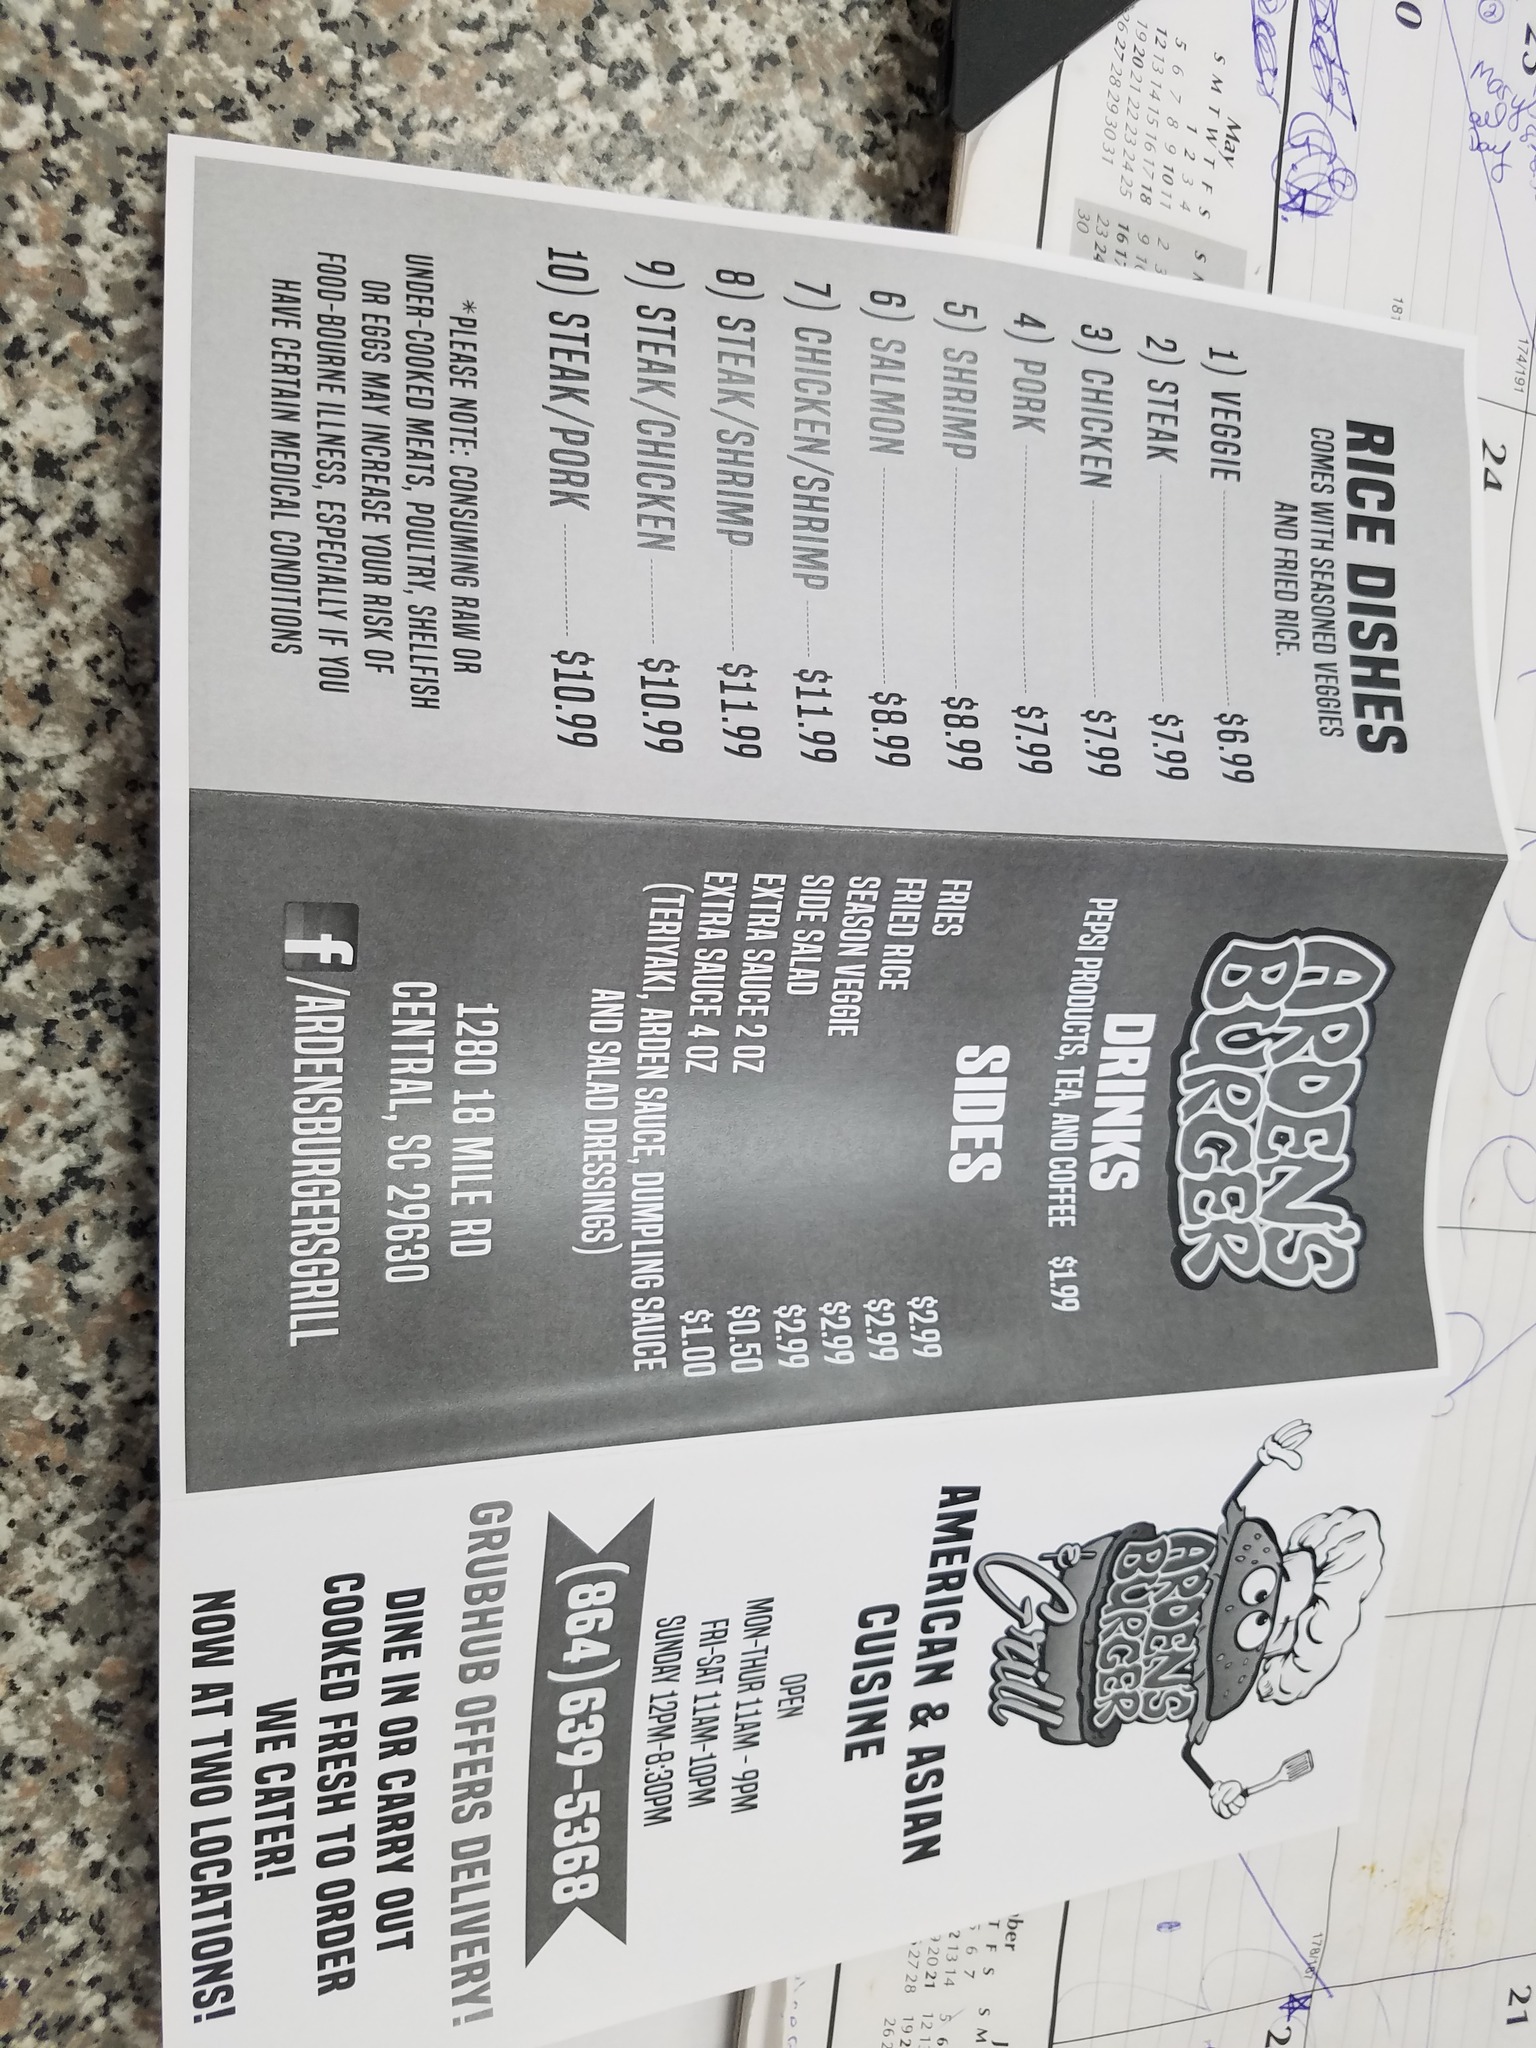 RICE DISHES
COMES WITH SEASONED VEGGIES
AND FRIED RICE.
1) VEGGIE $6.99
2) STEAK $7.99
3) CHICKEN $7.99
4) PORK $7.99
5) SHRIMP $8.99
6) SALMON $8.99
7) CHICKEN/SHRIMP $11.99
8) STEAK/SHRIMP $11.99
9) STEAK/CHICKEN $10.99
10) STEAK/PORK $10.99
*PLEASE NOTE: CONSUMING RAW OR
UNDER-COOKED MEATS, POULTRY, SHELLFISH
OR EGGS MAY INCREASE YOUR RISK OF
FOOD-BOURNE ILLNESS, ESPECIALLY IF YOU
HAVE CERTAIN MEDICAL CONDITIONS
ARDEN'S
BURGER
DRINKS
PEPSI PRODUCTS, TEA, AND COFFEE $1.99
SIDES
FRIES $2.99
FRIED RICE $2.99
SEASON VEGGIE $2.99
SIDE SALAD $2.99
EXTRA SAUCE 2 OZ $0.50
EXTRA SAUCE 4 OZ $1.00
(TERIYAKI, ARDEN SAUCE, DUMPLING SAUCE
AND SALAD DRESSINGS)
1280 18 MILE RD
CENTRAL, SC 29630
f/ARDENSBURGERSGRILL
ARDENS
BURGER
Grill
AMERICAN & ASIAN
CUISINE
OPEN
MON-THUR 11AM - 9PM
FRI-SAT 11AM-10PM
SUNDAY 12PM-8:30PM
(864)639-5368
GRUBHUB OFFERS DELIVERY!
DINE IN OR CARRY OUT
COOKED FRESH TO ORDER
WE CATER!
NOW AT TWO LOCATIONS!
May
S M T W T F S
1 2 3 4
5 6 7 8 9 10 11
12 13 14 15 16 17 18
19 20 21 22 23 24 25
26 27 28 29 30 31
174/191
24
21